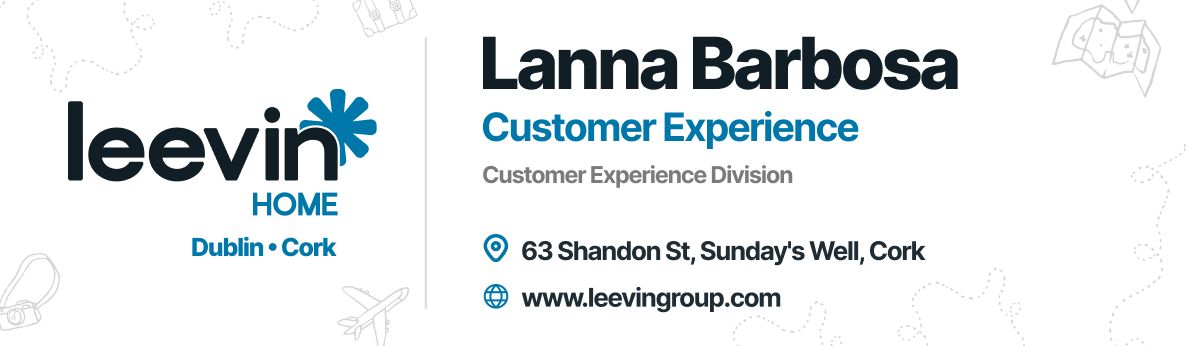 leevin
HOME
Dublin • Cork
Lanna Barbosa
Customer Experience
Customer Experience Division
63 Shandon St, Sunday's Well, Cork
www.leevingroup.com